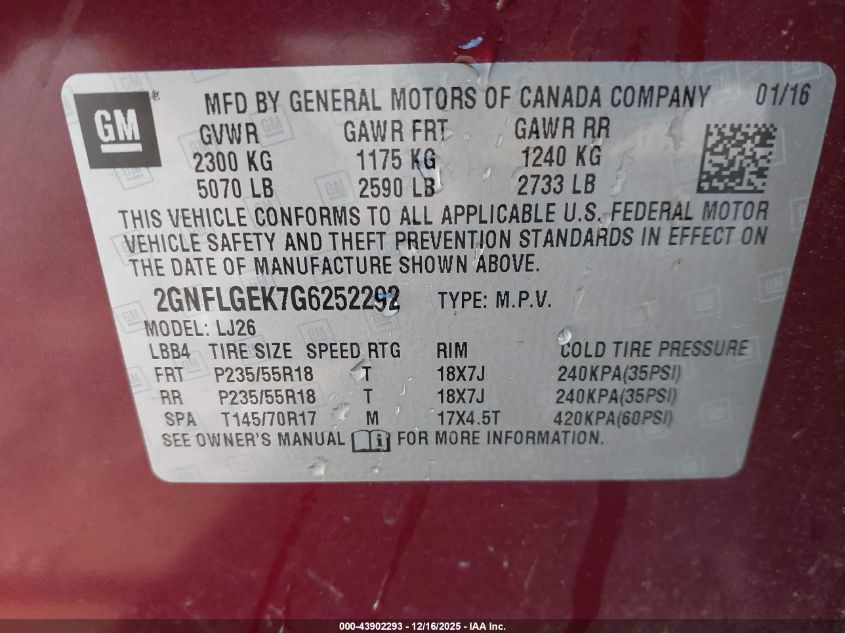 GM MFD BY GENERAL MOTORS OF CANADA COMPANY 01/16
GVWR GAWR FRT GAWR RR
2300 KG 1175 KG 1240 KG
5070 LB 2590 LB 2733 LB
THIS VEHICLE CONFORMS TO ALL APPLICABLE U.S. FEDERAL MOTOR
VEHICLE SAFETY AND THEFT PREVENTION STANDARDS IN EFFECT ON
THE DATE OF MANUFACTURE SHOWN ABOVE.
2GNFLGEK7G6252292 TYPE: M.P.V.
MODEL: LJ26
LBB4 TIRE SIZE SPEED RTG RIM COLD TIRE PRESSURE
FRT P235/55R18 T 18X7J 240KPA(35PSI)
RR P235/55R18 T 18X7J 240KPA(35PSI)
SPA T145/70R17 M 17X4.5T 420KPA(60PSI)
SEE OWNER'S MANUAL FOR MORE INFORMATION.
000-43902293 - 12/16/2025 - IAA Inc.